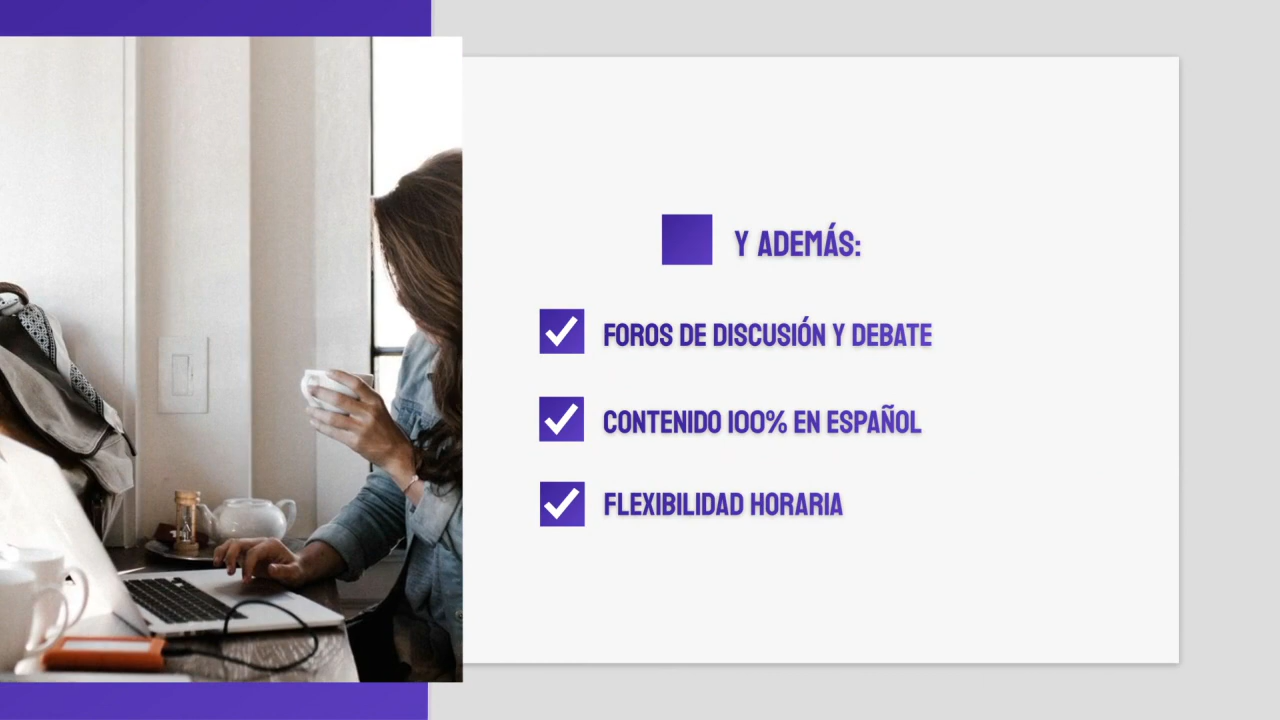 Y ADEMÁS:
FOROS DE DISCUSIÓN Y DEBATE
CONTENIDO 100% EN ESPAÑOL
FLEXIBILIDAD HORARIA